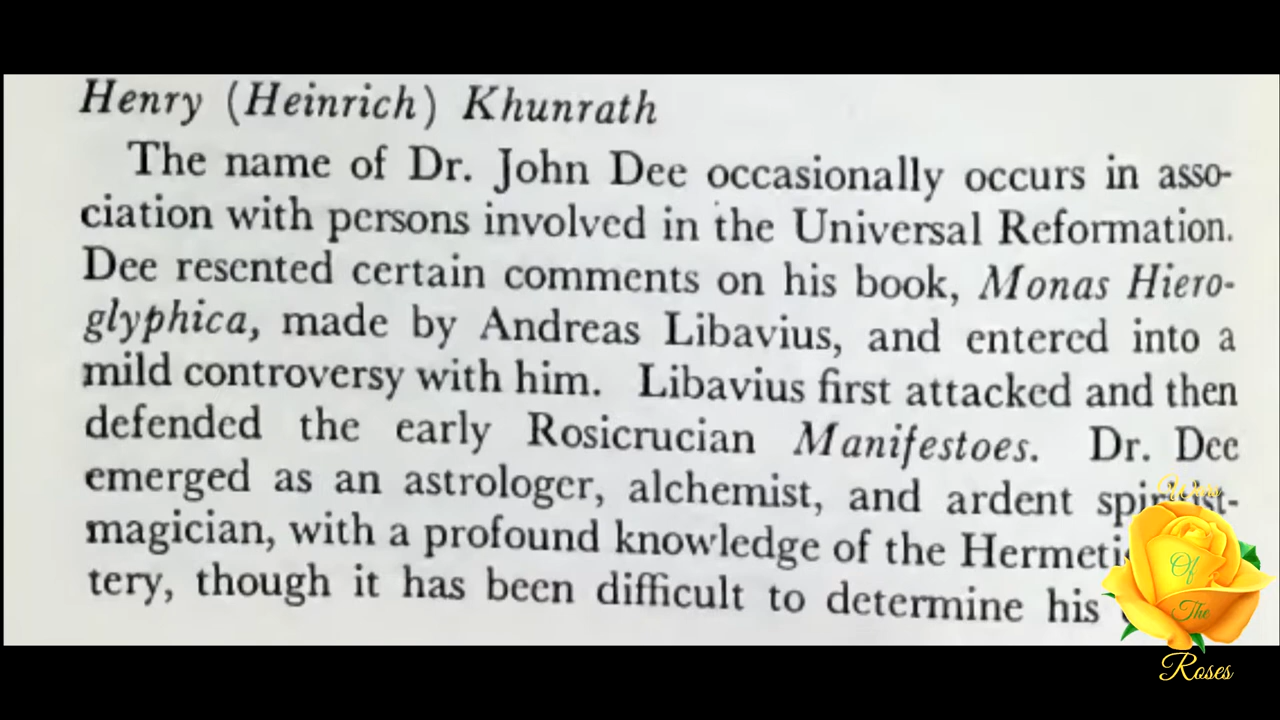 Henry (Heinrich) Khunrath
The name of Dr. John Dee occasionally occurs in asso-
ciation with persons involved in the Universal Reformation.
Dee resented certain comments on his book, Monas Hiero-
glyphica, made by Andreas Libavius, and entered into a
mild controversy with him. Libavius first attacked and then
defended the early Rosicrucian Manifestoes. Dr. Dee
emerged as an astrologer, alchemist, and ardent
magician, with a profound knowledge of the
tery, though it has been difficult to determine his
Wars
Of
The
Roses